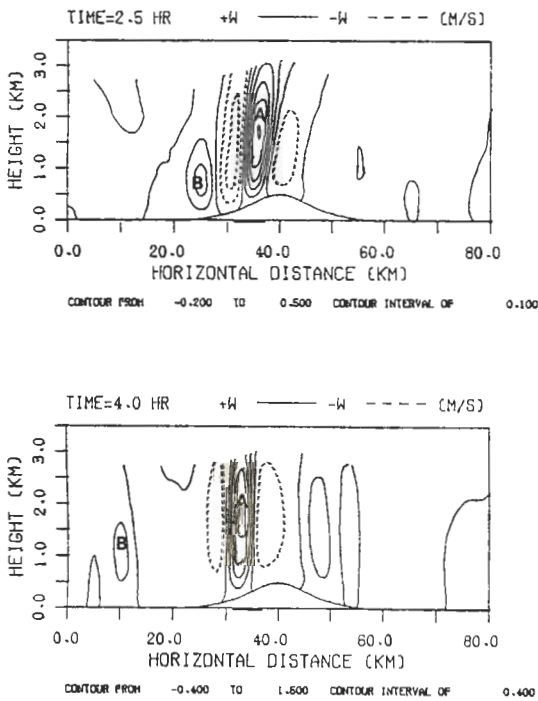 TIME=2.5 HR +W -W (M/S)
HEIGHT (KM)
3.0
2.0
1.0
0.0
A
B
0.0 20.0 40.0 60.0 80.0
HORIZONTAL DISTANCE (KM)
CONTOUR FROM -0.200 TO 0.500 CONTOUR INTERVAL OF 0.100
TIME=4.0 HR +W -W (M/S)
HEIGHT (KM)
3.0
2.0
1.0
0.0
A
B
0.0 20.0 40.0 60.0 80.0
HORIZONTAL DISTANCE (KM)
CONTOUR FROM -0.400 TO 1.500 CONTOUR INTERVAL OF 0.400